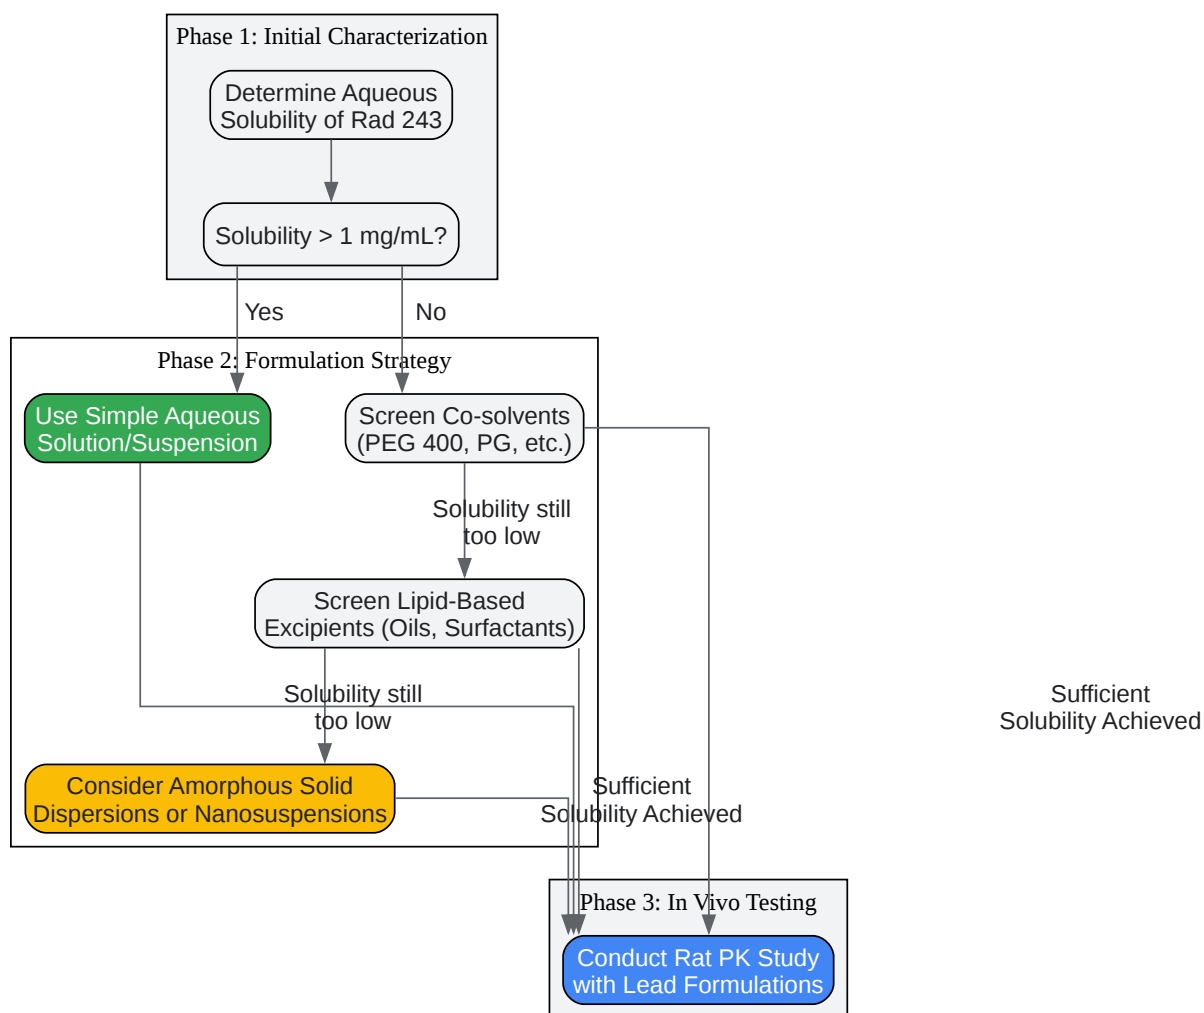 Phase 1: Initial Characterization
Determine Aqueous
Solubility of Rad 243
Solubility > 1 mg/mL?
Yes
No
Phase 2: Formulation Strategy
Use Simple Aqueous
Solution/Suspension
Screen Co-solvents
(PEG 400, PG, etc.)
Solubility still
too low
Screen Lipid-Based
Excipients (Oils, Surfactants)
Solubility still
too low
Sufficient
Solubility Achieved
Consider Amorphous Solid
Dispersions or Nanosuspensions
Sufficient
Solubility Achieved
Phase 3: In Vivo Testing
Conduct Rat PK Study
with Lead Formulations